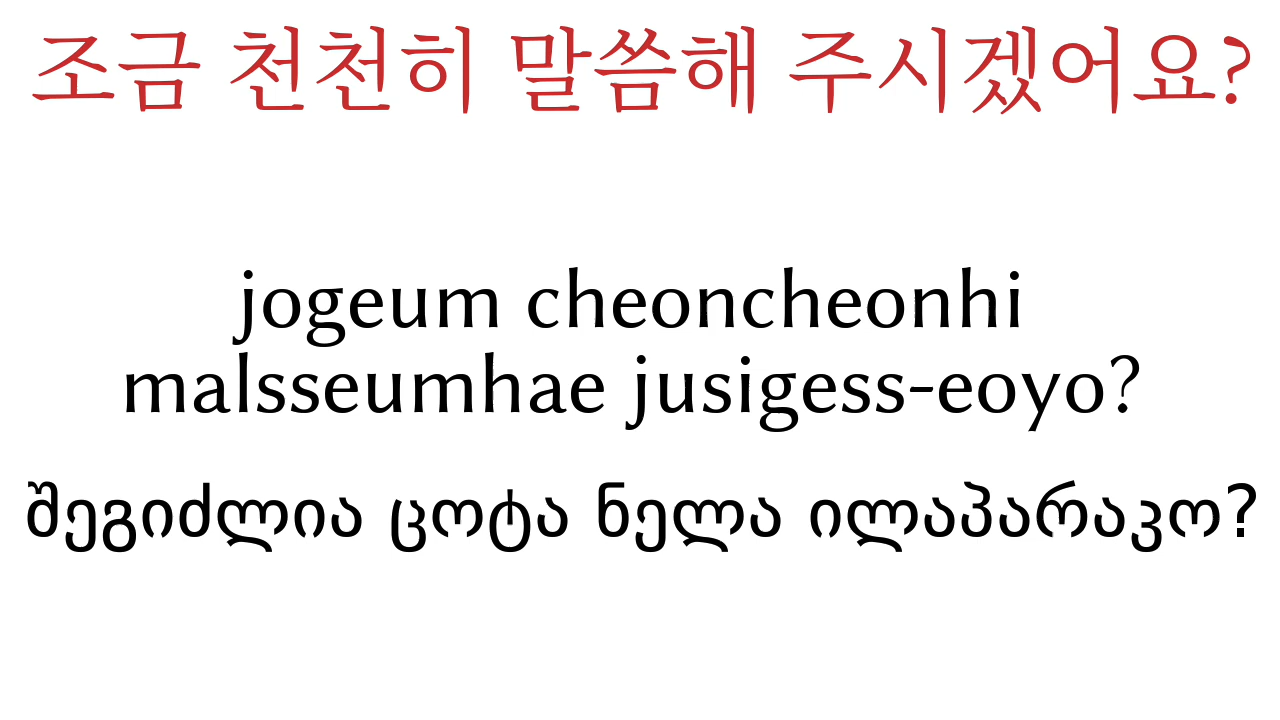 조금 천천히 말씀해 주시겠어요?
jogeum cheoncheonhi
malsseumhae jusigess-eoyo?
შეგიძლია ცოტა ნელა ილაპარაკო?